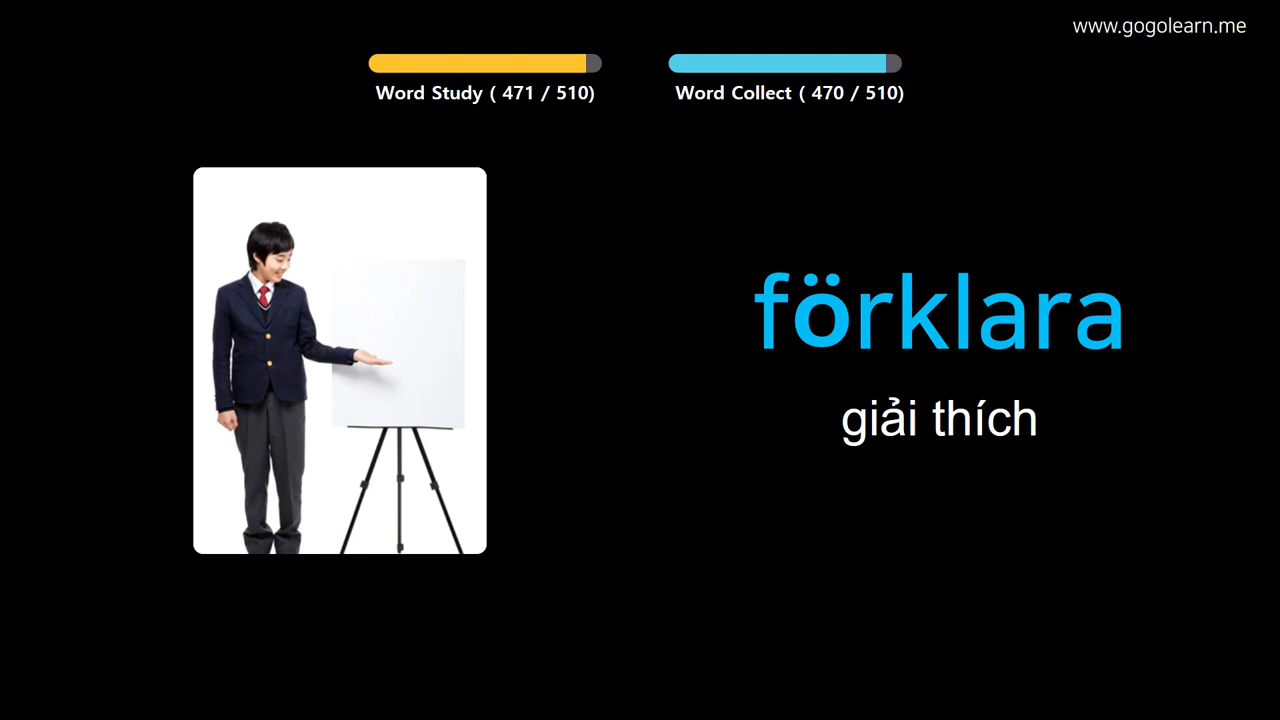 www.gogolearn.me
Word Study ( 471 / 510)
Word Collect ( 470 / 510)
förklara
giải thích